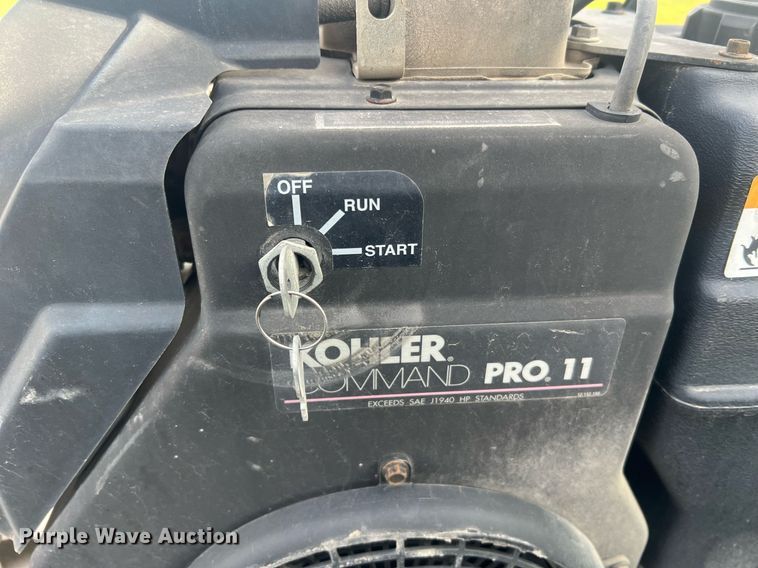 OFF
RUN
START
KOHLER.
COMMAND PRO. 11
EXCEEDS SAE J1940 HP STANDARDS
Purple Wave Auction®